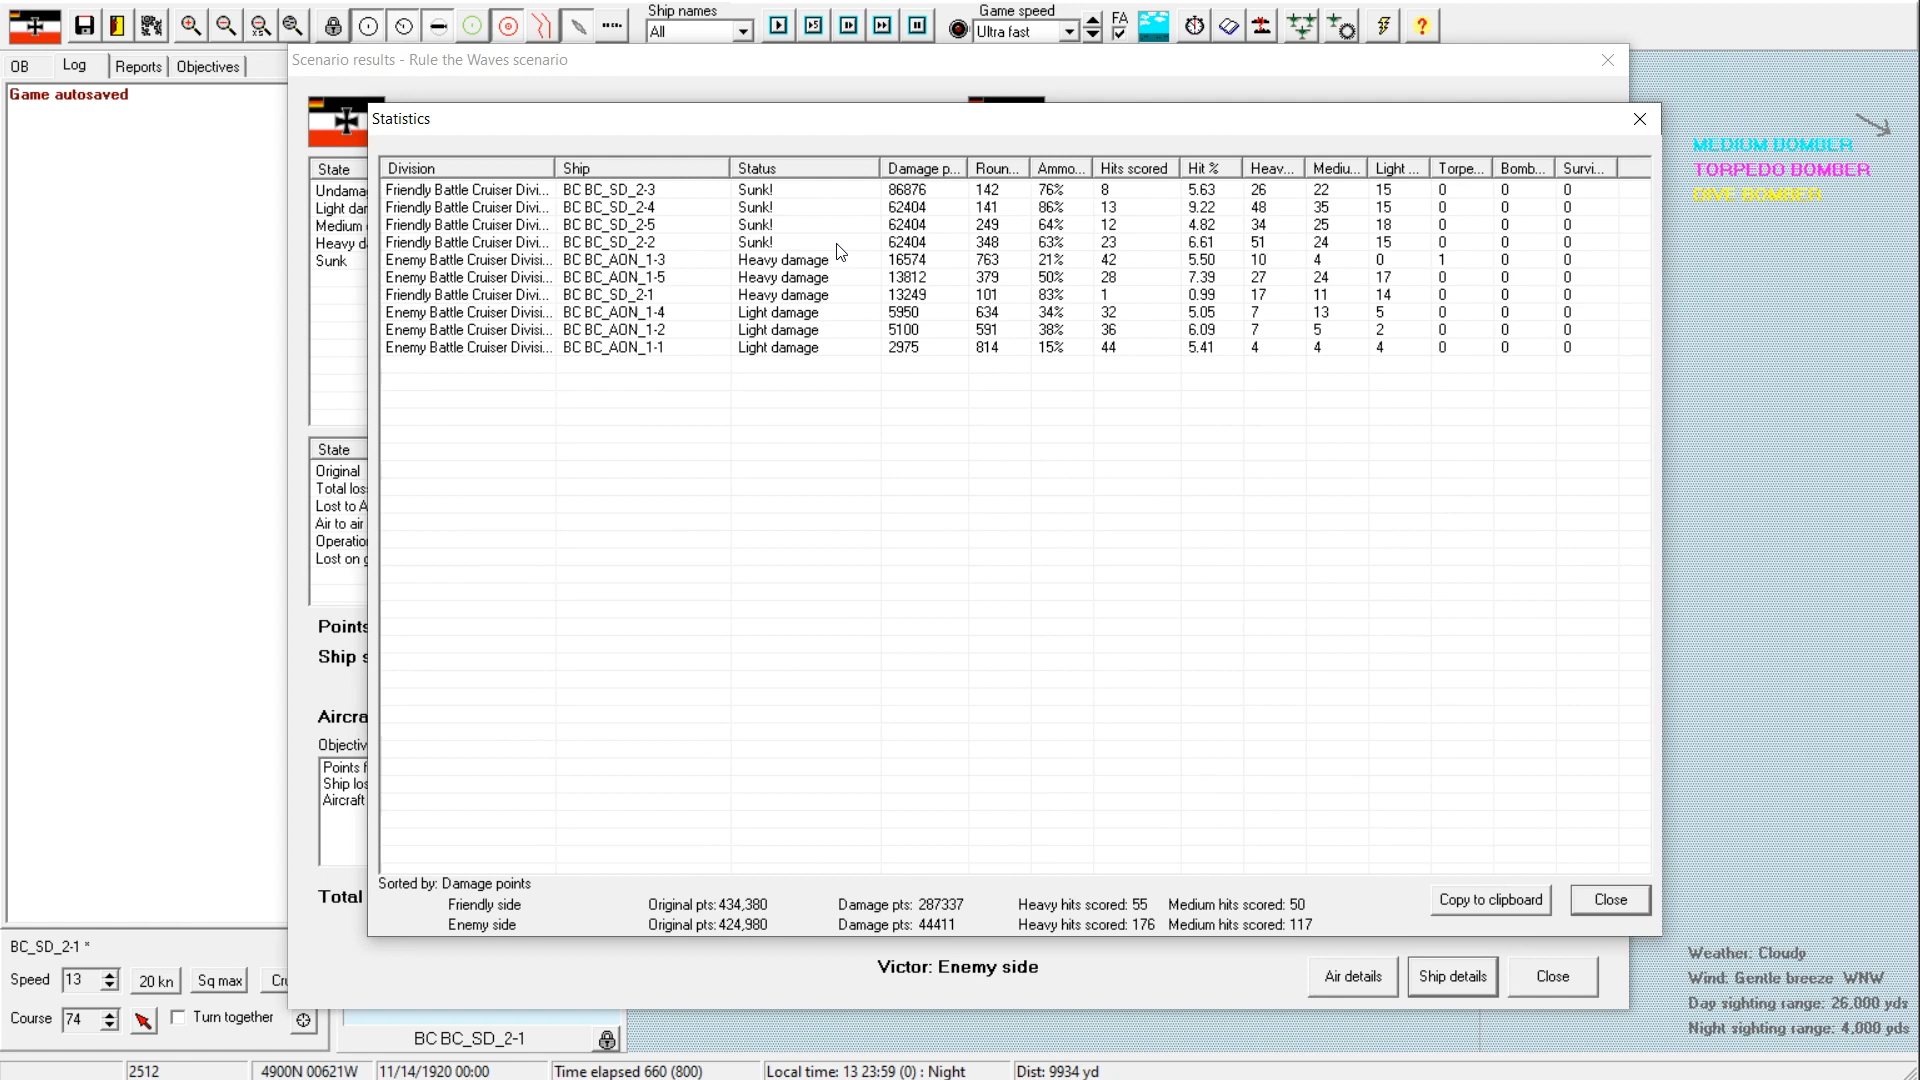 Ship names
All
Game speed
Ultra fast
FA
OB Log Reports Objectives
Game autosaved
Scenario results - Rule the Waves scenario
Statistics
State
Undama
Light dar
Medium
Heavy d
Sunk
State
Original
Total los
Lost to A
Air to air
Operatio
Lost on g
Points
Ship s
Aircra
Objectiv
Points f
Ship los
Aircraft
Total
Division Ship Status Damage p... Roun... Ammo... Hits scored Hit % Heav... Mediu... Light ... Torpe... Bomb... Survi...
Friendly Battle Cruiser Divi... BC BC_SD_2-3 Sunk! 86876 142 76% 8 5.63 26 22 15 0 0 0
Friendly Battle Cruiser Divi... BC BC_SD_2-4 Sunk! 62404 141 86% 13 9.22 48 35 15 0 0 0
Friendly Battle Cruiser Divi... BC BC_SD_2-5 Sunk! 62404 249 64% 12 4.82 34 25 18 0 0 0
Friendly Battle Cruiser Divi... BC BC_SD_2-2 Sunk! 62404 348 63% 23 6.61 51 24 15 0 0 0
Enemy Battle Cruiser Divisi... BC BC_AON_1-3 Heavy damage 16574 763 21% 42 5.50 10 4 0 1 0 0
Enemy Battle Cruiser Divisi... BC BC_AON_1-5 Heavy damage 13812 379 50% 28 7.39 27 24 17 0 0 0
Friendly Battle Cruiser Divi... BC BC_SD_2-1 Heavy damage 13249 101 83% 1 0.99 17 11 14 0 0 0
Enemy Battle Cruiser Divisi... BC BC_AON_1-4 Light damage 5950 634 34% 32 5.05 7 13 5 0 0 0
Enemy Battle Cruiser Divisi... BC BC_AON_1-2 Light damage 5100 591 38% 36 6.09 7 5 2 0 0 0
Enemy Battle Cruiser Divisi... BC BC_AON_1-1 Light damage 2975 814 15% 44 5.41 4 4 4 0 0 0
Sorted by: Damage points
Friendly side Original pts: 434,380 Damage pts: 287337 Heavy hits scored: 55 Medium hits scored: 50
Enemy side Original pts: 424,980 Damage pts: 44411 Heavy hits scored: 176 Medium hits scored: 117
Copy to clipboard Close
Victor: Enemy side
Air details Ship details Close
MEDIUM BOMBER
TORPEDO BOMBER
DIVE BOMBER
BC_SD_2-1 *
Speed 13 20 kn Sq max Cru
Course 74 Turn together
BC BC_SD_2-1
Weather: Cloudy
Wind: Gentle breeze WNW
Day sighting range: 26,000 yds
Night sighting range: 4,000 yds
2512 4900N 00621W 11/14/1920 00:00 Time elapsed 660 (800) Local time: 13 23:59 (0) : Night Dist: 9934 yd